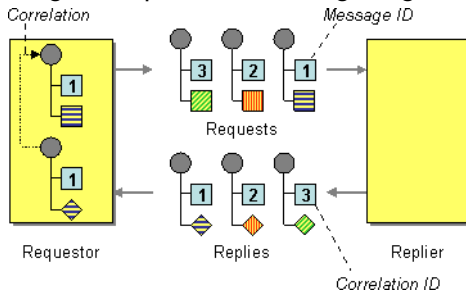 Correlation
Message ID
1
3
2
1
Requests
1
1
2
3
Requestor
Replies
Replier
Correlation ID